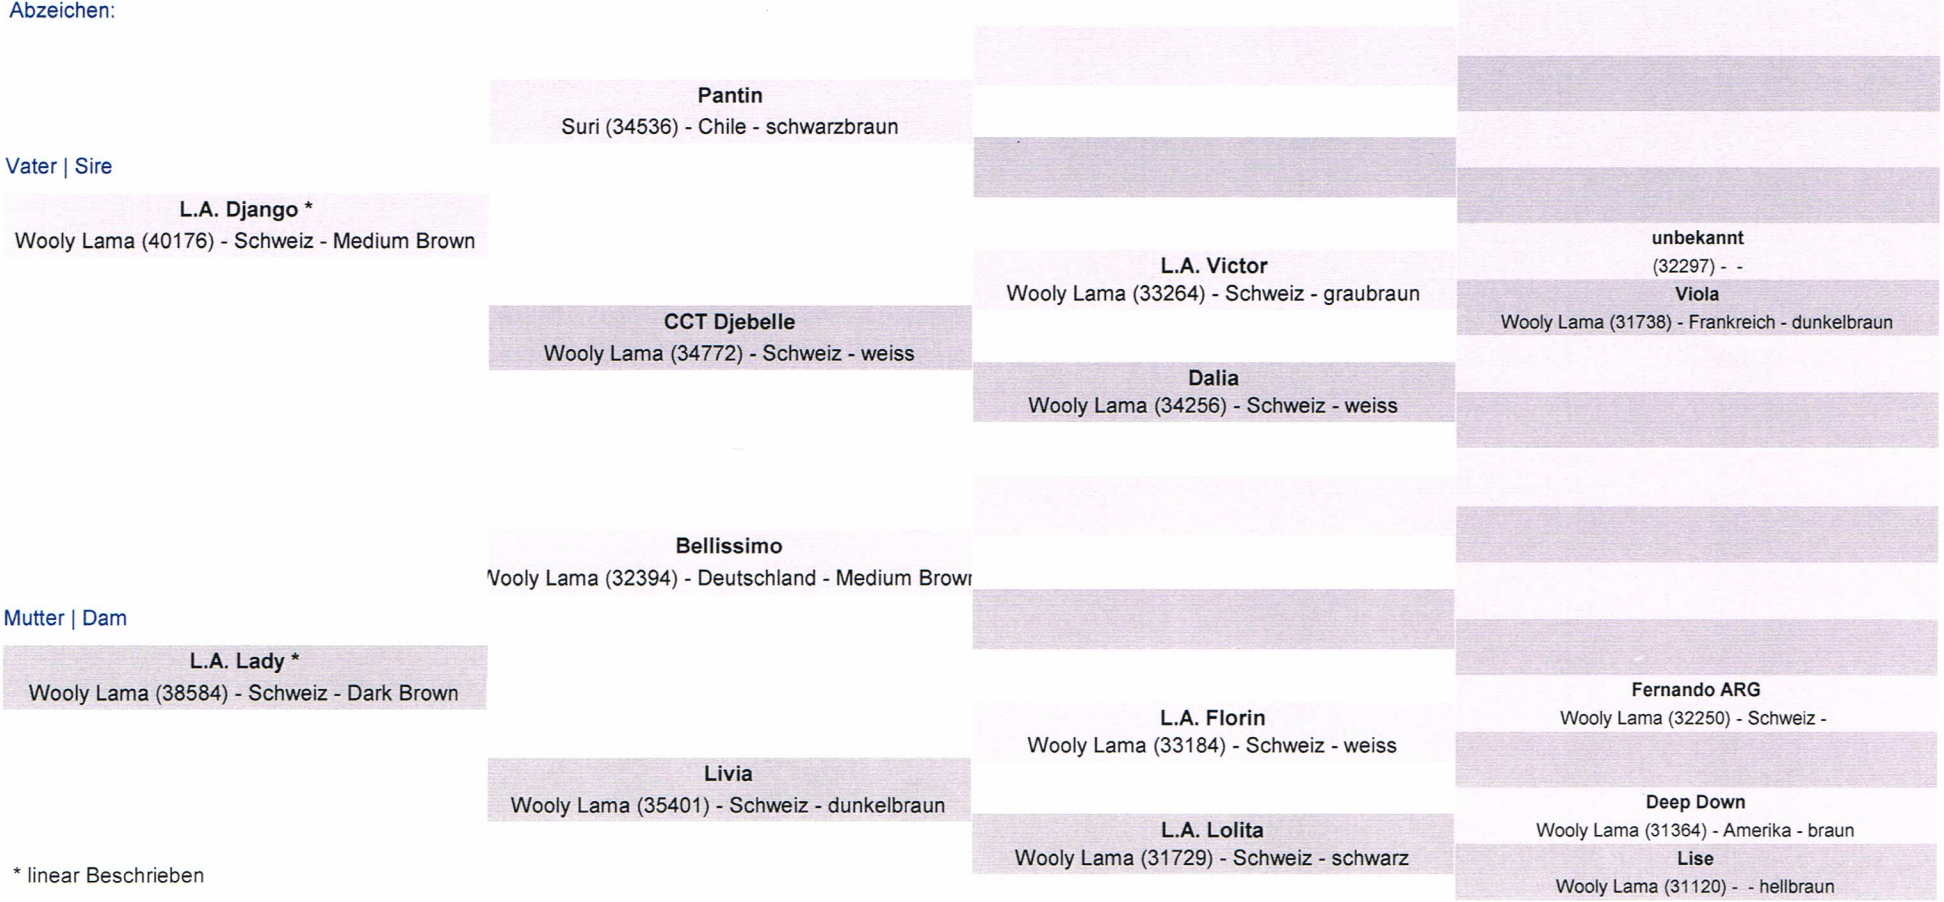 Abzeichen:
Pantin
Suri (34536) - Chile - schwarzbraun
Vater | Sire
L.A. Django *
Wooly Lama (40176) - Schweiz - Medium Brown
unbekannt
(32297) - -
L.A. Victor
Wooly Lama (33264) - Schweiz - graubraun
Viola
Wooly Lama (31738) - Frankreich - dunkelbraun
CCT Djebelle
Wooly Lama (34772) - Schweiz - weiss
Dalia
Wooly Lama (34256) - Schweiz - weiss
Bellissimo
Wooly Lama (32394) - Deutschland - Medium Brown
Mutter | Dam
L.A. Lady *
Wooly Lama (38584) - Schweiz - Dark Brown
Fernando ARG
Wooly Lama (32250) - Schweiz -
L.A. Florin
Wooly Lama (33184) - Schweiz - weiss
Livia
Wooly Lama (35401) - Schweiz - dunkelbraun
Deep Down
Wooly Lama (31364) - Amerika - braun
L.A. Lolita
Wooly Lama (31729) - Schweiz - schwarz
Lise
Wooly Lama (31120) - - hellbraun
* linear Beschrieben